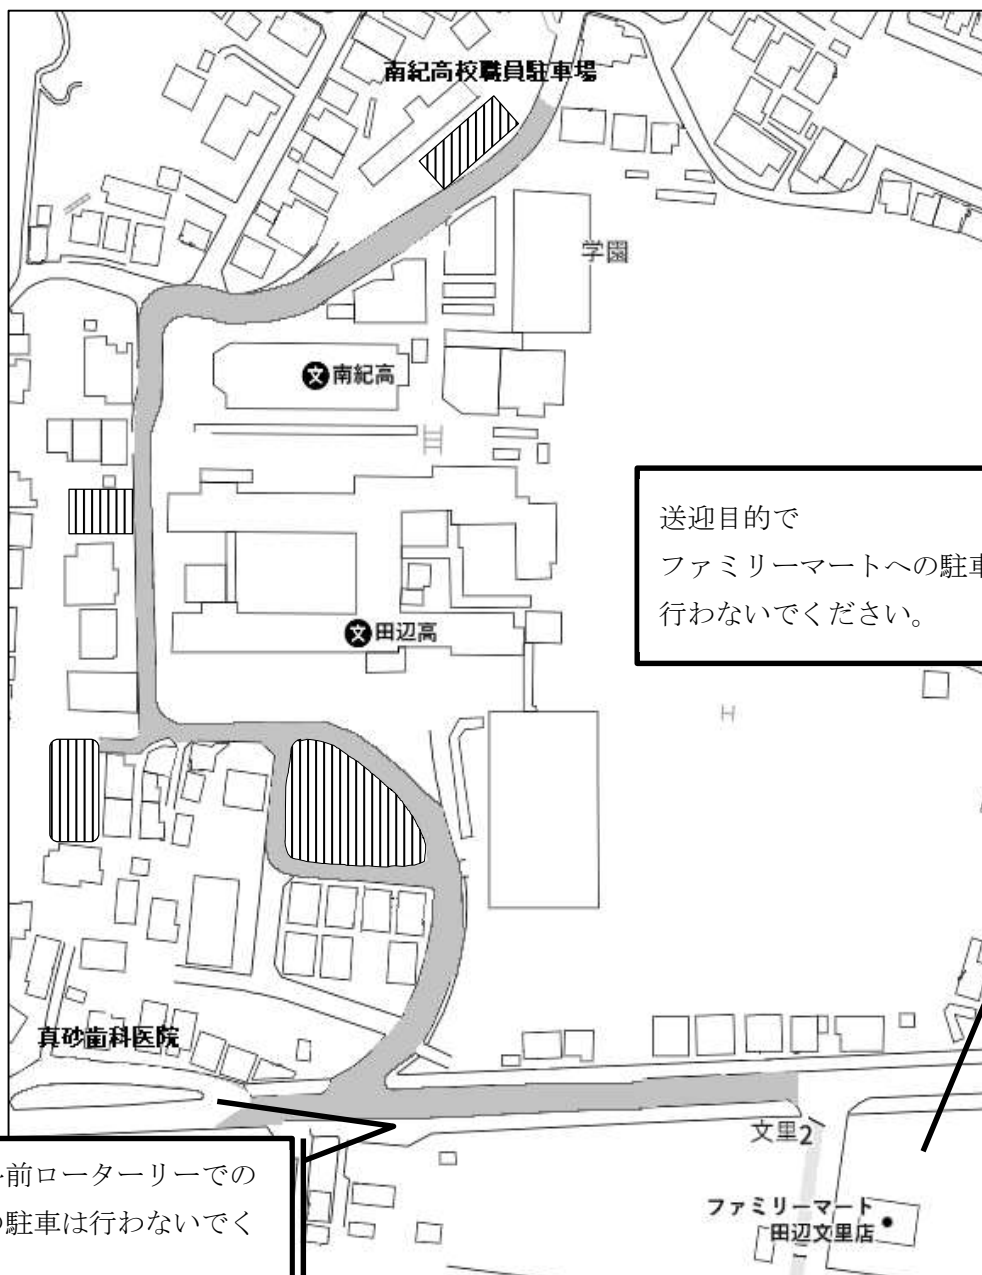 南紀高校職員駐車場
学園
南紀高
送迎目的で
ファミリーマートへの駐車
行わないでください。
田辺高
真砂歯科医院
文里2
前ローターリーでの
駐車は行わないでく
ファミリーマート
田辺文里店